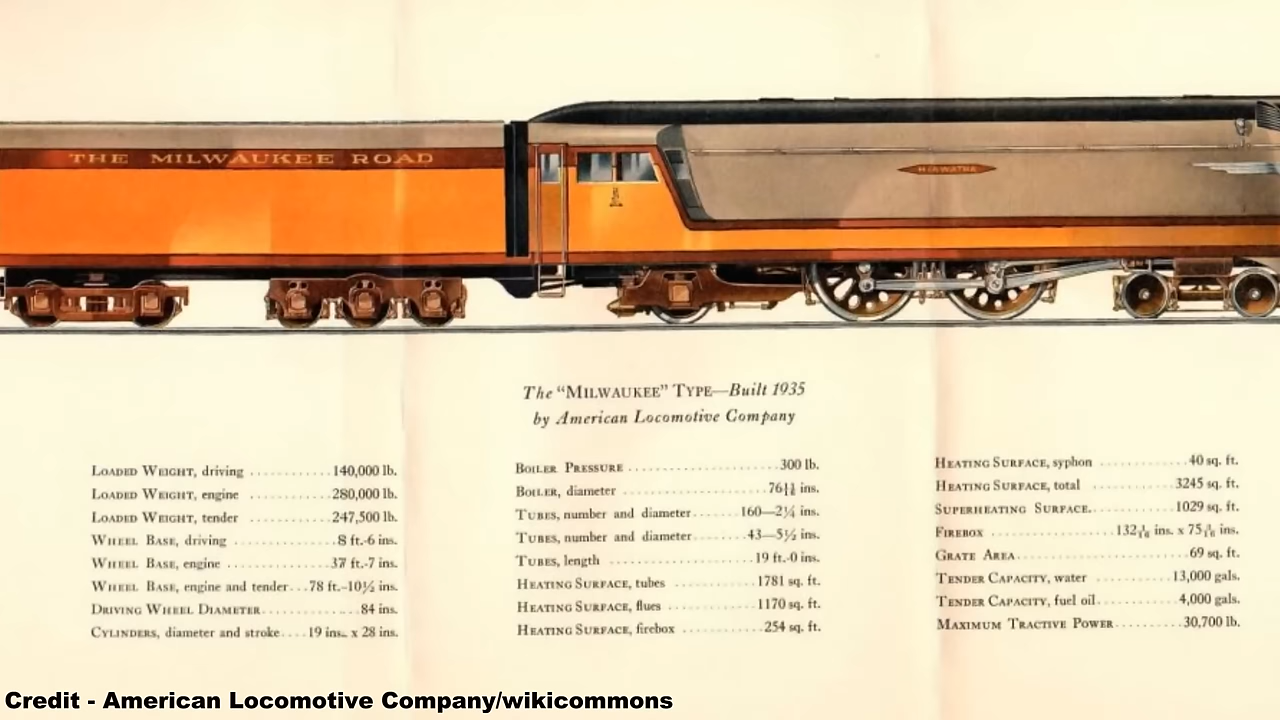 THE MILWAUKEE ROAD
HIAWATHA
1
The “MILWAUKEE” TYPE—Built 1935
by American Locomotive Company
LOADED WEIGHT, driving ........... 140,000 lb.
LOADED WEIGHT, engine ........... 280,000 lb.
LOADED WEIGHT, tender ........... 247,500 lb.
WHEEL BASE, driving ........... 8 ft.-6 ins.
WHEEL BASE, engine ........... 37 ft.-7 ins.
WHEEL BASE, engine and tender... 78 ft.-10½ ins.
DRIVING WHEEL DIAMETER ........... 84 ins.
CYLINDERS, diameter and stroke.... 19 ins. x 28 ins.
BOILER PRESSURE ........... 300 lb.
BOILER, diameter ........... 76 ins.
TUBES, number and diameter ....... 160—2¼ ins.
TUBES, number and diameter ....... 43—5½ ins.
TUBES, length ........... 19 ft.-0 ins.
HEATING SURFACE, tubes ........... 1781 sq. ft.
HEATING SURFACE, flues ........... 1170 sq. ft.
HEATING SURFACE, firebox ........... 254 sq. ft.
HEATING SURFACE, syphon ........... 40 sq. ft.
HEATING SURFACE, total ........... 3245 sq. ft.
SUPERHEATING SURFACE ........... 1029 sq. ft.
FIREBOX ........... 132 1/16 ins. x 75 3/16 ins.
GRATE AREA ........... 69 sq. ft.
TENDER CAPACITY, water ........... 13,000 gals.
TENDER CAPACITY, fuel oil ........... 4,000 gals.
MAXIMUM TRACTIVE POWER ........... 30,700 lb.
Credit - American Locomotive Company/wikicommons